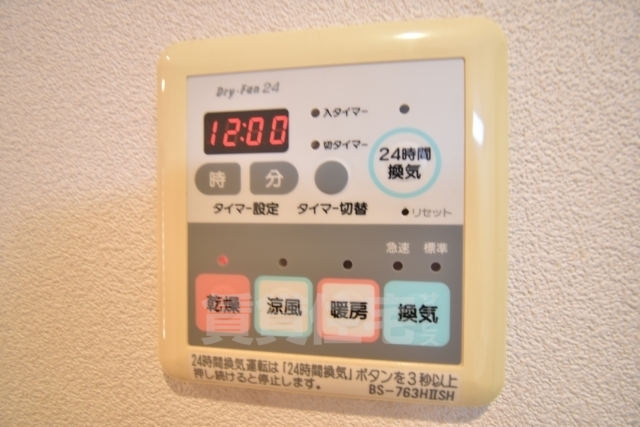 Dry-Fan 24
12:00
入タイマー
切タイマー
24時間
換気
時
分
タイマー設定
タイマー切替
リセット
急速
標準
乾燥
涼風
暖房
換気
24時間換気運転は「24時間換気」ボタンを3秒以上
押し続けると停止します。
BS-763HⅡSH